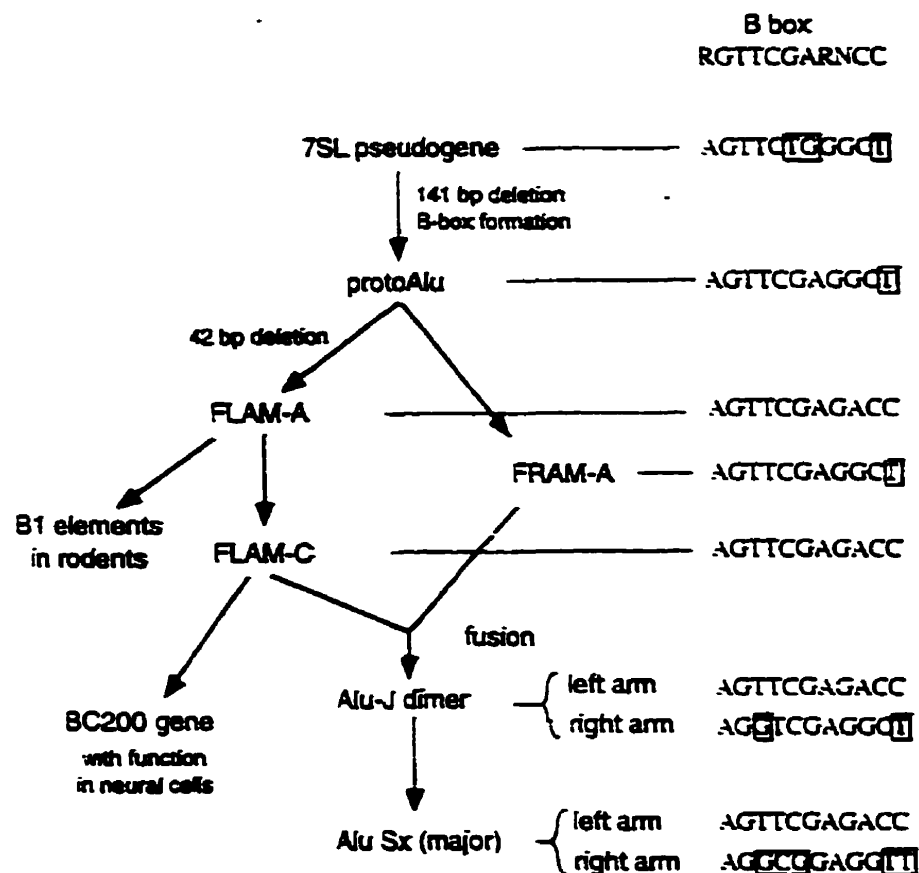 B box
RGTTCGARNCC
7SL pseudogene
AGTTCTGGGCT
141 bp deletion
B-box formation
protoAlu
AGTTCGAGGCT
42 bp deletion
FLAM-A
AGTTCGAGACC
FRAM-A
AGTTCGAGGCT
B1 elements
in rodents
FLAM-C
AGTTCGAGACC
fusion
Alu-J dimer
left arm
AGTTCGAGACC
right arm
AGGTCGAGGCT
BC200 gene
with function
in neural cells
Alu Sx (major)
left arm
AGTTCGAGACC
right arm
AGGCGGAGGTT